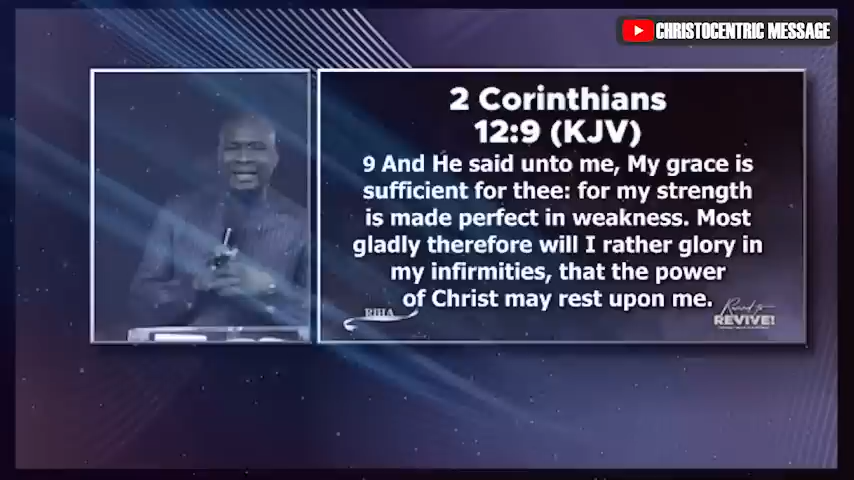 CHRISTOCENTRIC MESSAGE
2 Corinthians
12:9 (KJV)
9 And He said unto me, My grace is
sufficient for thee: for my strength
is made perfect in weakness. Most
gladly therefore will I rather glory in
my infirmities, that the power
of Christ may rest upon me.
RIHA
REVIVE!